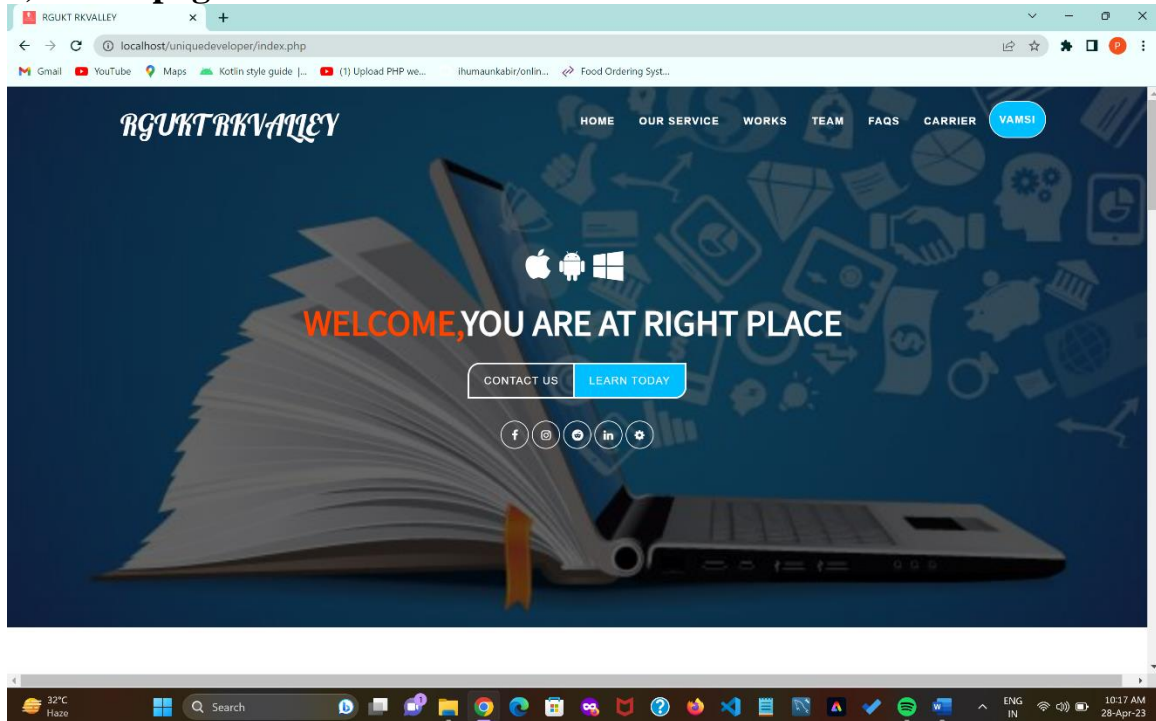 RGUKT RKVALLEY
localhost/uniquedeveloper/index.php
Gmail YouTube Maps Kotlin style guide |... (1) Upload PHP we... ihumaunkabir/onlin... Food Ordering Syst...
RGUKT RKVALLEY HOME OUR SERVICE WORKS TEAM FAQS CARRIER VAMSI
WELCOME,YOU ARE AT RIGHT PLACE
CONTACT US LEARN TODAY
32°C
Haze
Search
ENG
IN
10:17 AM
28-Apr-23